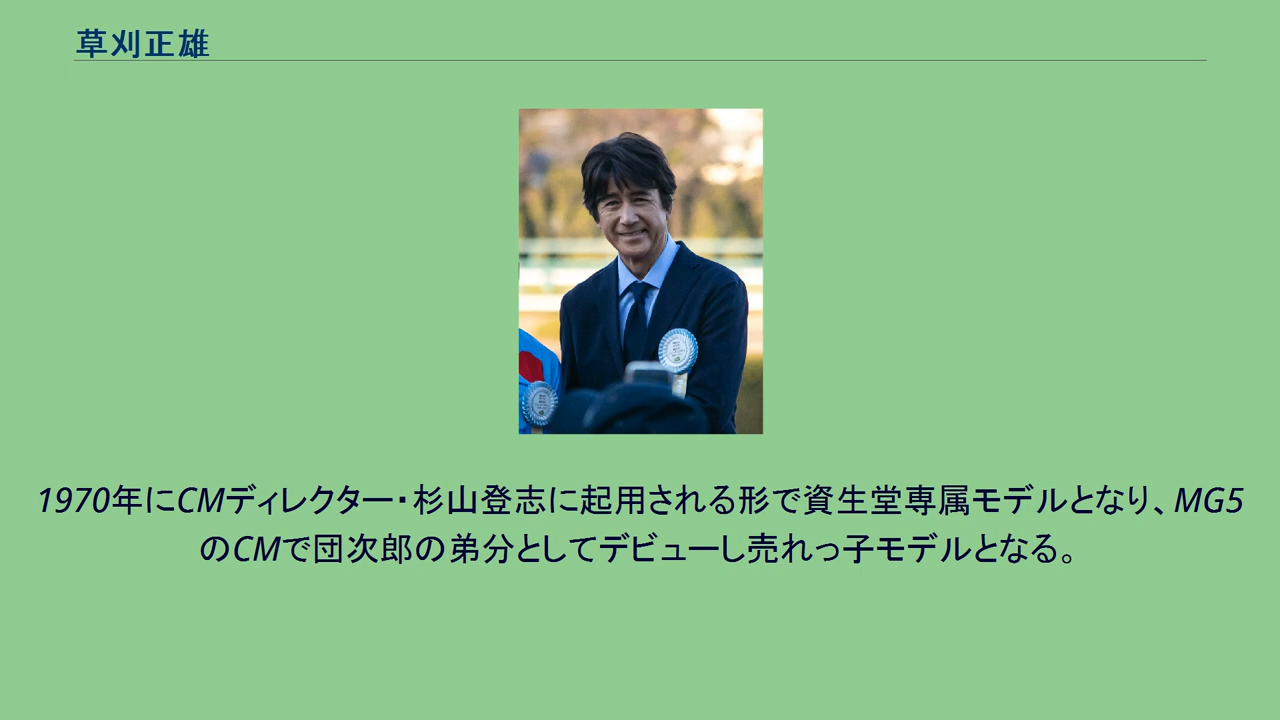 草刈正雄
1970年にCMディレクター・杉山登志に起用される形で資生堂専属モデルとなり、MG5
のCMで団次郎の弟分としてデビューし売れっ子モデルとなる。